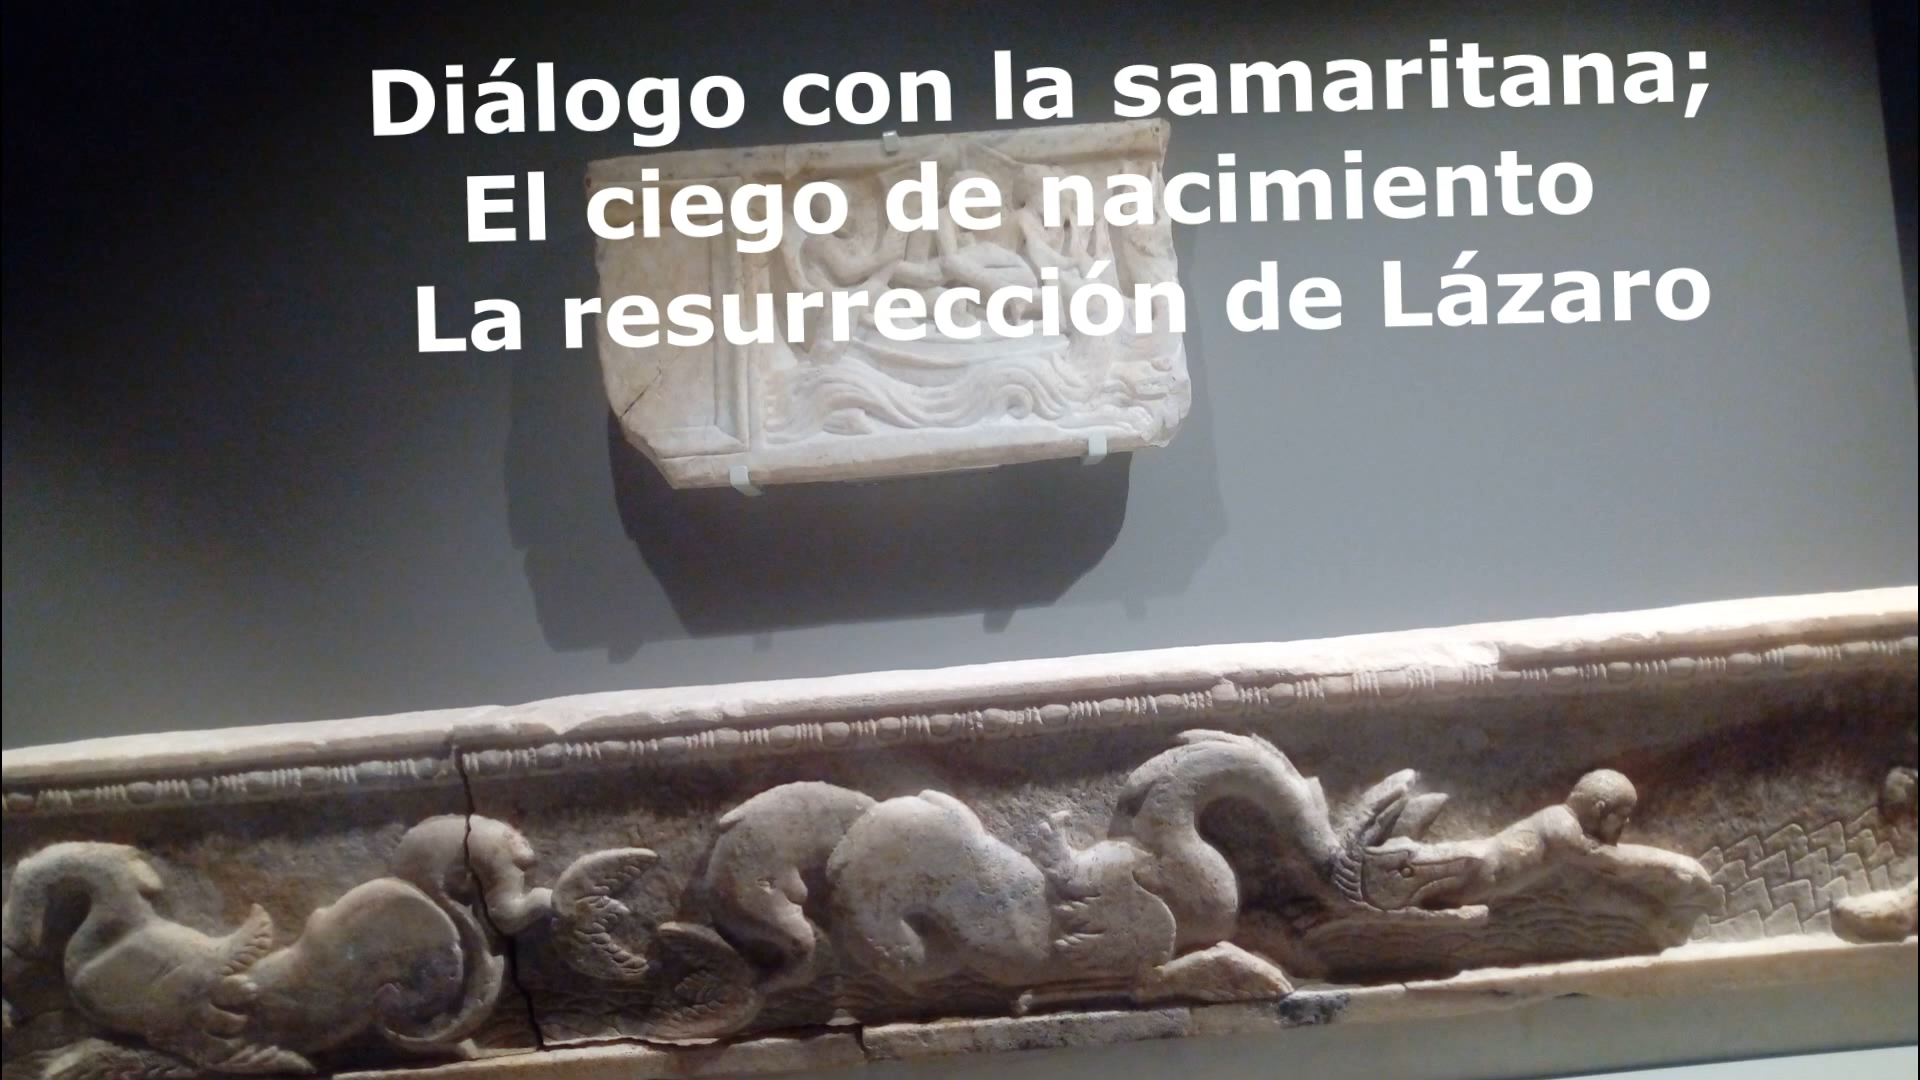 Diálogo con la samaritana;
El ciego de nacimiento
La resurrección de Lázaro